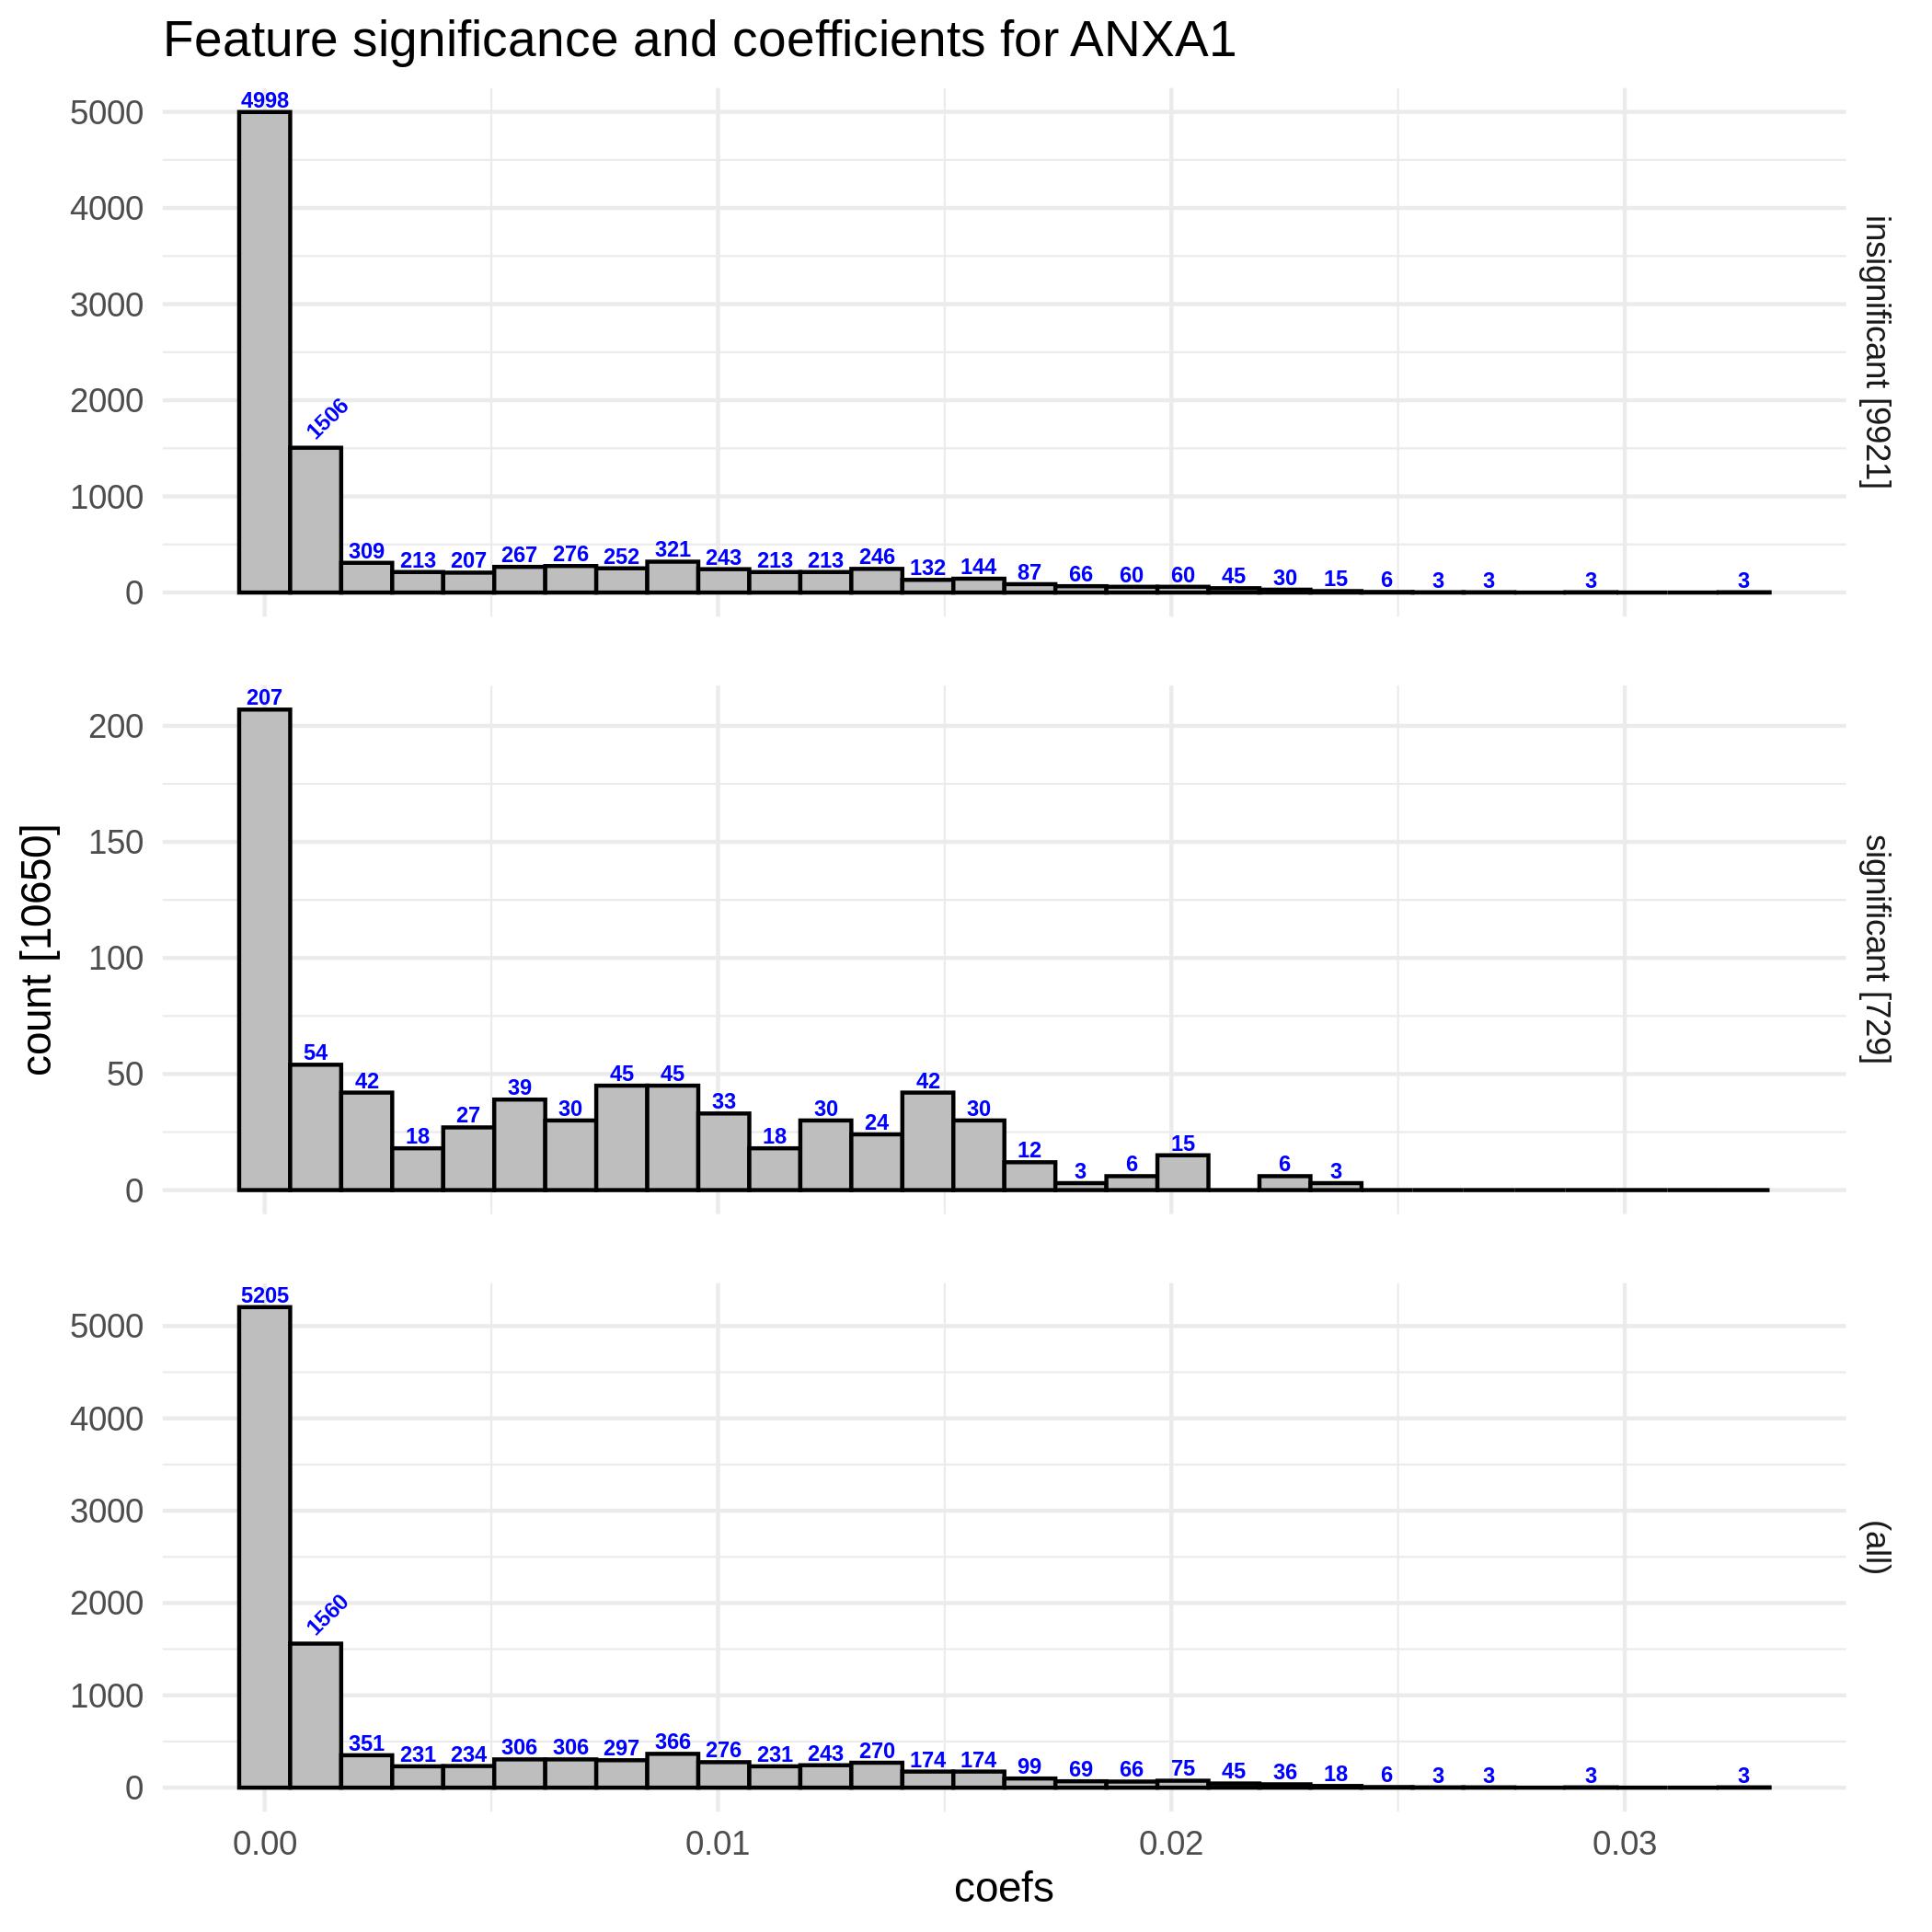 Feature significance and coefficients for ANXA1
4998
5000
4000
3000
2000
1000
0
1506
309 213 207 267 276 252 321 243 213 213 246 132 144 87 66 60 60 45 30 15 6 3 3 3 3
insignificant [9921]
207
200
150
100
50
0
54 42 18 27 39 30 45 45 33 18 30 24 42 30 12 3 6 15 6 3
significant [729]
count [10650]
5205
5000
4000
3000
2000
1000
0
1560
351 231 234 306 306 297 366 276 231 243 270 174 174 99 69 66 75 45 36 18 6 3 3 3 3
(all)
0.00 0.01 0.02 0.03
coefs